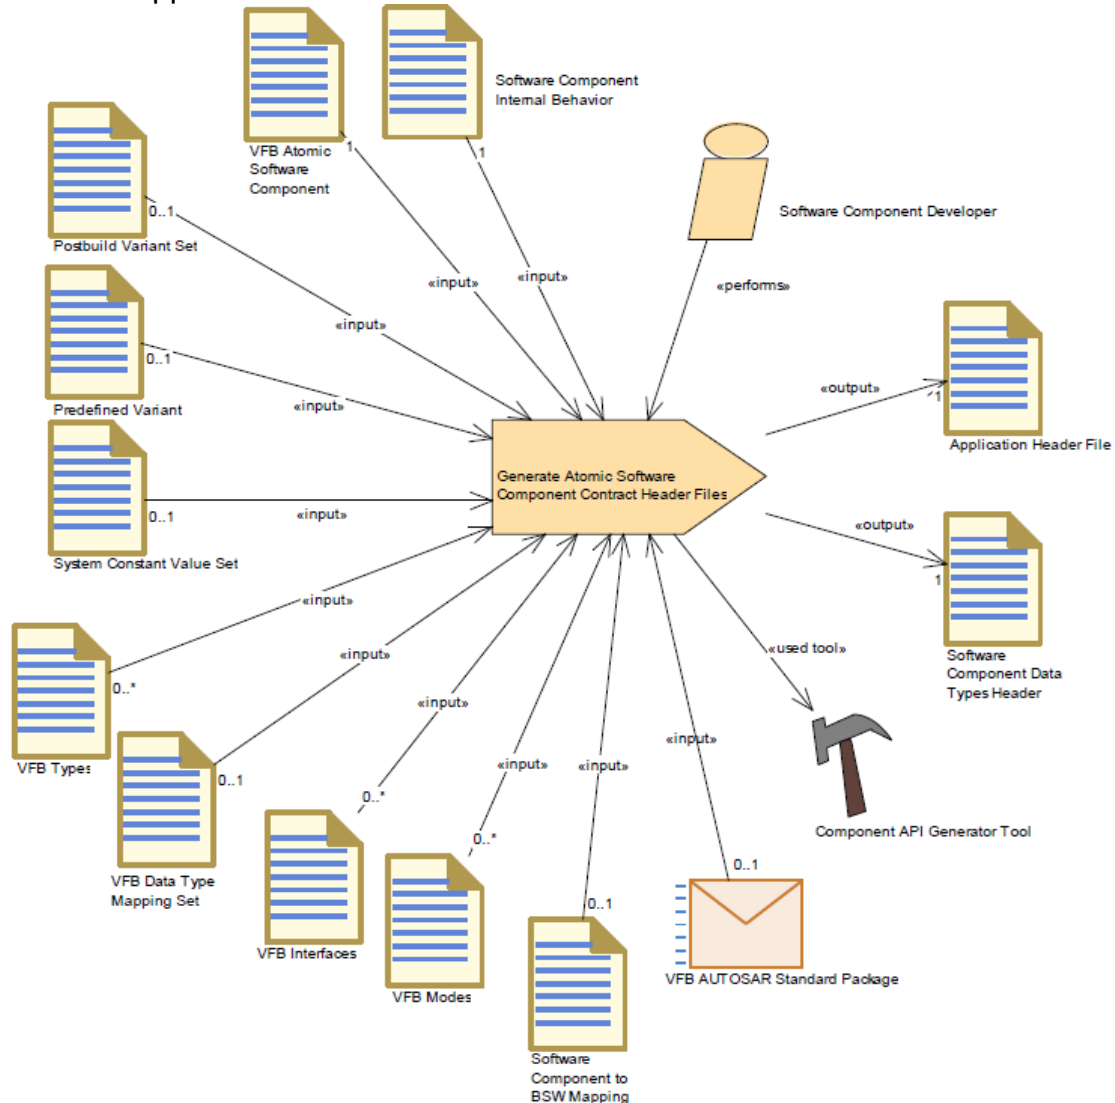 Software Component
Internal Behavior
1
VFB Atomic
Software
Component
1
Software Component Developer
0..1
Postbuild Variant Set
«input»
«input»
«performs»
«input»
0..1
Predefined Variant
«input»
«output»
1
Application Header File
Generate Atomic Software
Component Contract Header Files
0..1
«input»
System Constant Value Set
«output»
1
«input»
«input»
«used tool»
Software
Component Data
Types Header
0..*
VFB Types
0..1
«input»
«input»
«input»
«input»
0..*
0..*
Component API Generator Tool
VFB Data Type
Mapping Set
0..1
0..1
VFB Interfaces
VFB Modes
VFB AUTOSAR Standard Package
Software
Component to
BSW Mapping